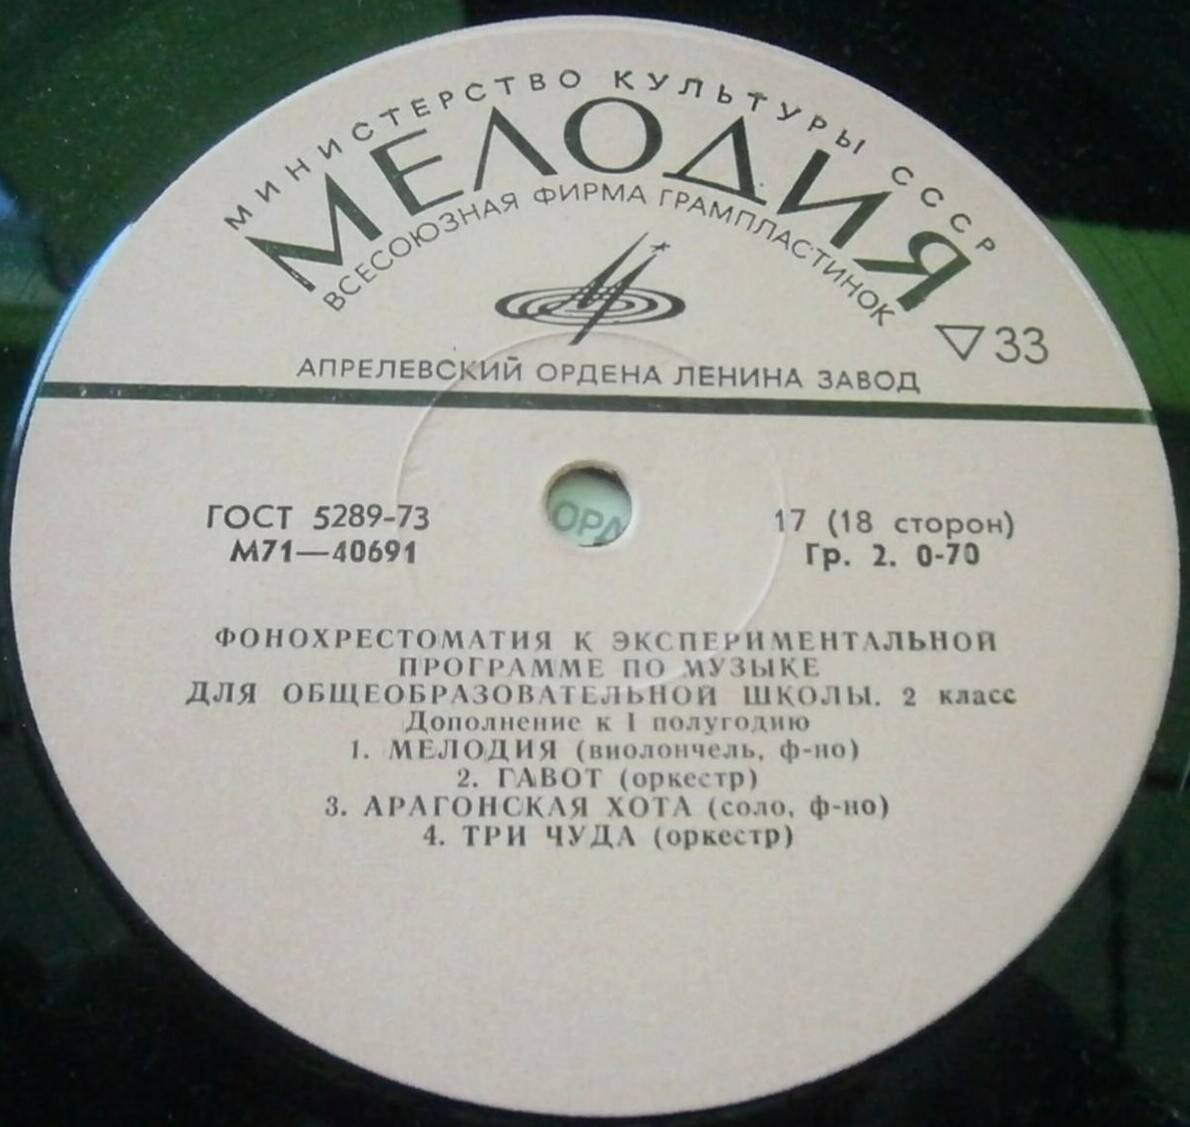 МИНИСТЕРСТВО КУЛЬТУРЫ СССР
МЕЛОДИЯ
ВСЕСОЮЗНАЯ ФИРМА ГРАМПЛАСТИНОК
33
АПРЕЛЕВСКИЙ ОРДЕНА ЛЕНИНА ЗАВОД
ГОСТ 5289-73
М71—40691
17 (18 сторон)
Гр. 2. 0-70
ОРД
ФОНОХРЕСТОМАТИЯ К ЭКСПЕРИМЕНТАЛЬНОЙ
ПРОГРАММЕ ПО МУЗЫКЕ
ДЛЯ ОБЩЕОБРАЗОВАТЕЛЬНОЙ ШКОЛЫ. 2 класс
Дополнение к I полугодию
1. МЕЛОДИЯ (виолончель, ф-но)
2. ГАВОТ (оркестр)
3. АРАГОНСКАЯ ХОТА (соло, ф-но)
4. ТРИ ЧУДА (оркестр)